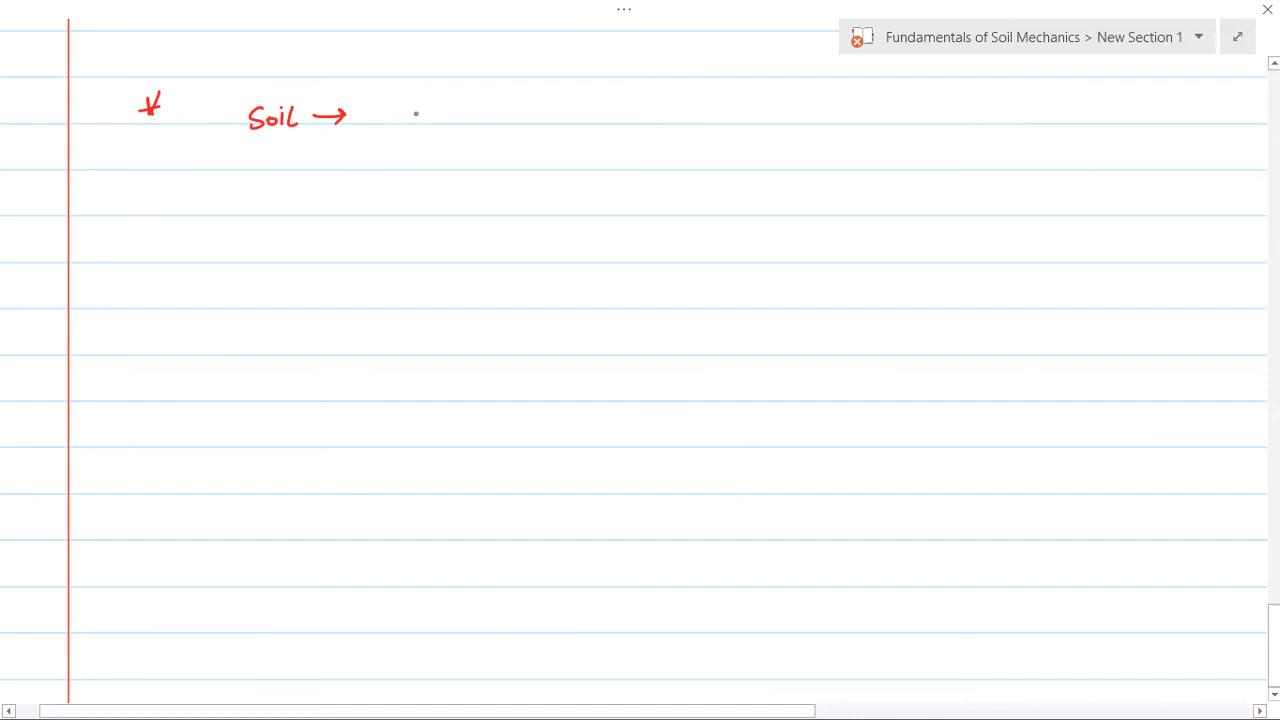 Fundamentals of Soil Mechanics > New Section 1
Soil →